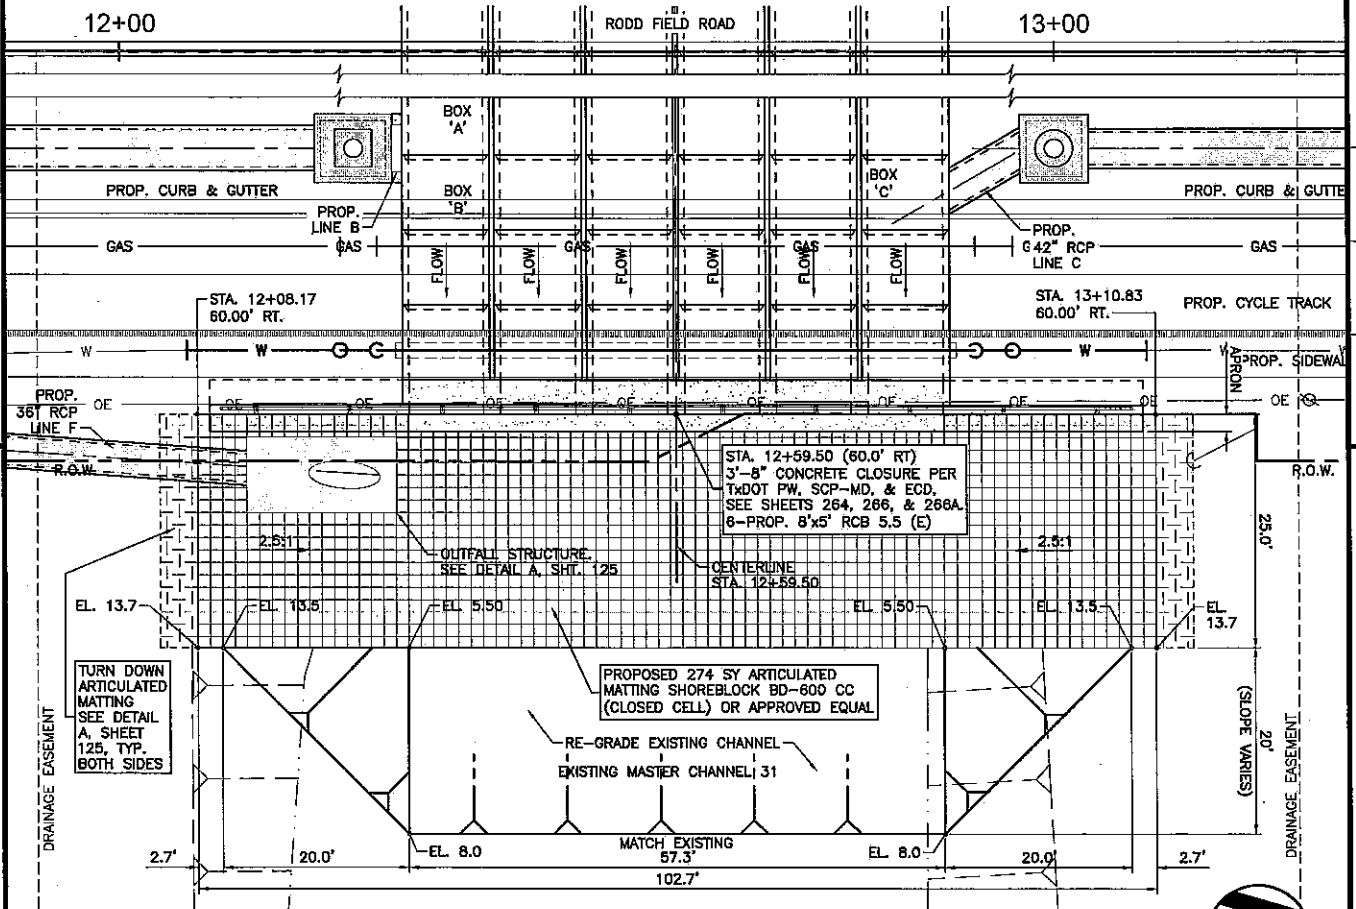 12+00
RODD FIELD ROAD
13+00
BOX
'A'
BOX
'B'
BOX
'C'
PROP. CURB & GUTTER
PROP. CURB & GUTTE
PROP.
LINE B
PROP.
42" RCP
LINE C
GAS
GAS
GAS
GAS
G
GAS
FLOW
FLOW
FLOW
FLOW
FLOW
FLOW
STA. 12+08.17
60.00' RT.
STA. 13+10.83
60.00' RT.
PROP. CYCLE TRACK
W
W
W
W
APRON
PROP. SIDEWAL
PROP.
36" RCP
LINE F
OE
OE
OE
OE
OE
OE
OE
OE
OE
R.O.W.
R.O.W.
STA. 12+59.50 (60.0' RT)
3'-8" CONCRETE CLOSURE PER
TxDOT PW, SCP-MD, & ECD,
SEE SHEETS 264, 266, & 266A.
6-PROP. 8'x5' RCB 5.5 (E)
2.5:1
2.5:1
25.0'
OUTFALL STRUCTURE.
SEE DETAIL A, SHT. 125
CENTERLINE
STA. 12+59.50
EL. 13.7
EL. 13.5
EL. 5.50
EL. 5.50
EL. 13.5
EL.
13.7
TURN DOWN
ARTICULATED
MATTING
SEE DETAIL
A, SHEET
125, TYP.
BOTH SIDES
PROPOSED 274 SY ARTICULATED
MATTING SHOREBLOCK BD-600 CC
(CLOSED CELL) OR APPROVED EQUAL
RE-GRADE EXISTING CHANNEL
EXISTING MASTER CHANNEL 31
DRAINAGE EASEMENT
(SLOPE VARIES)
20'
DRAINAGE EASEMENT
MATCH EXISTING
EL. 8.0
EL. 8.0
2.7'
20.0'
57.3'
20.0'
2.7'
102.7'